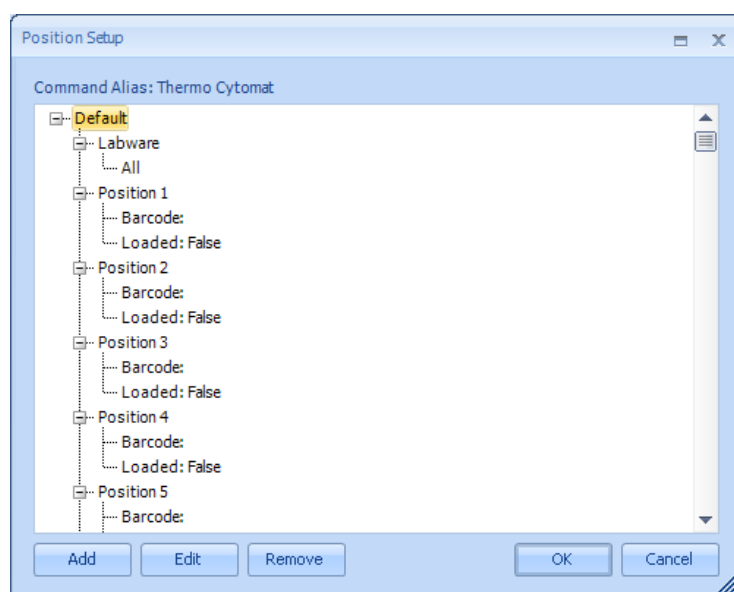 Position Setup
Command Alias: Thermo Cytomat
Default
Labware
All
Position 1
Barcode:
Loaded: False
Position 2
Barcode:
Loaded: False
Position 3
Barcode:
Loaded: False
Position 4
Barcode:
Loaded: False
Position 5
Barcode:
Add Edit Remove OK Cancel